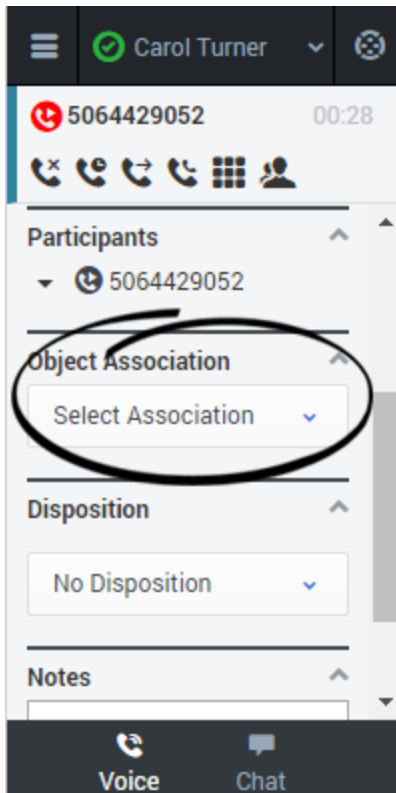 Carol Turner
5064429052 00:28
Participants
5064429052
Object Association
Select Association
Disposition
No Disposition
Notes
Voice Chat